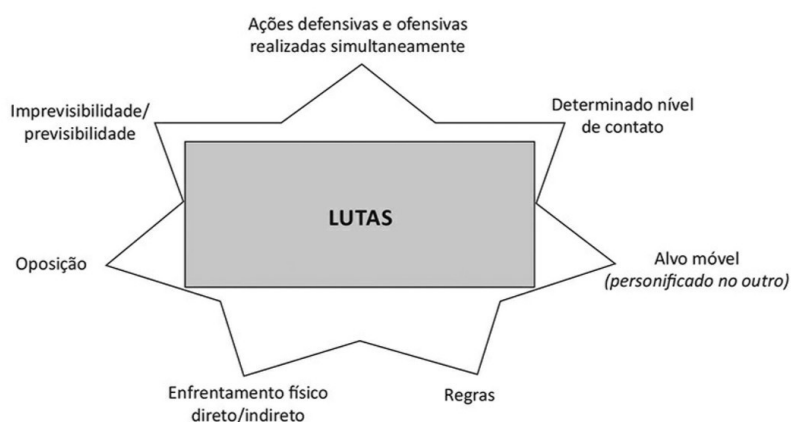 Ações defensivas e ofensivas
realizadas simultaneamente
Imprevisibilidade/
previsibilidade
Determinado nível
de contato
LUTAS
Oposição
Alvo móvel
(personificado no outro)
Enfrentamento físico
direto/indireto
Regras